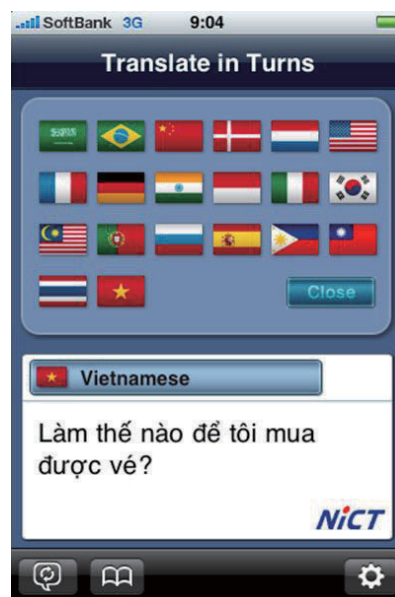 SoftBank 3G 9:04
Translate in Turns
Close
Vietnamese
Làm thế nào để tôi mua
được vé?
NiCT